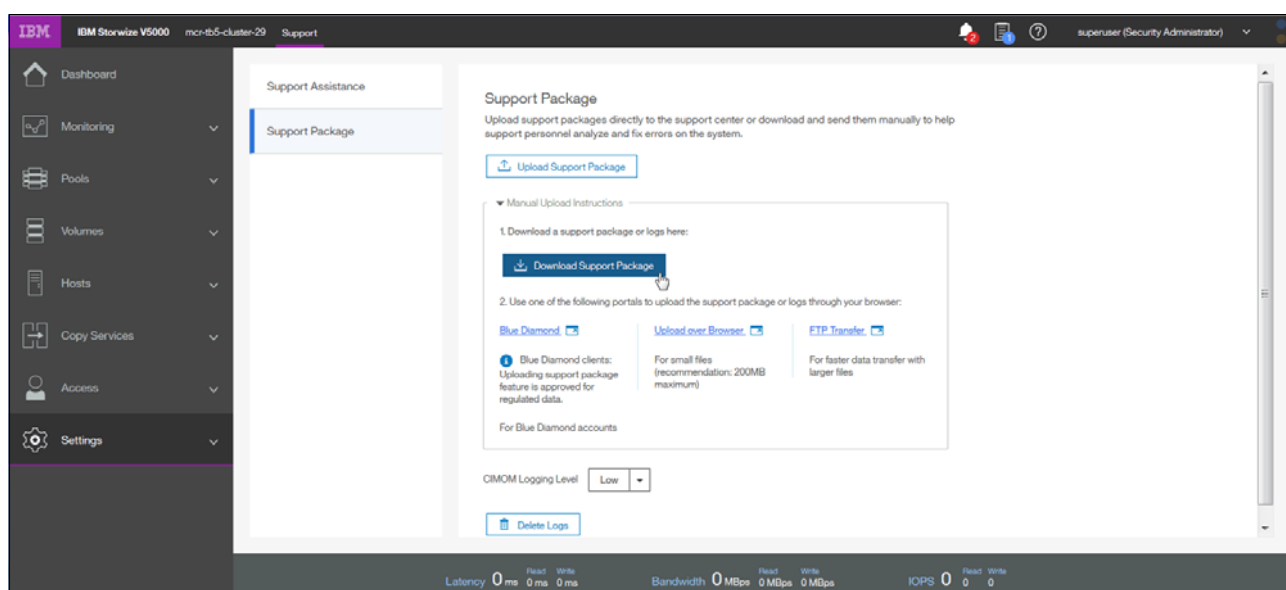 IBM
IBM Storwize V5000 mcr-tb5-cluster-29 Support
2
1
superuser (Security Administrator)
Dashboard
Monitoring
Pools
Volumes
Hosts
Copy Services
Access
Settings
Support Assistance
Support Package
Support Package
Upload support packages directly to the support center or download and send them manually to help
support personnel analyze and fix errors on the system.
Upload Support Package
Manual Upload Instructions
1. Download a support package or logs here:
Download Support Package
2. Use one of the following portals to upload the support package or logs through your browser:
Blue Diamond
Blue Diamond clients:
Uploading support package
feature is approved for
regulated data.
For Blue Diamond accounts
Upload over Browser
For small files
(recommendation: 200MB
maximum)
FTP Transfer
For faster data transfer with
larger files
CIMOM Logging Level Low
Delete Logs
Read Write Read Write Read Write
Latency 0 ms 0 ms 0 ms Bandwidth 0 MBps 0 MBps 0 MBps IOPS 0 0 0